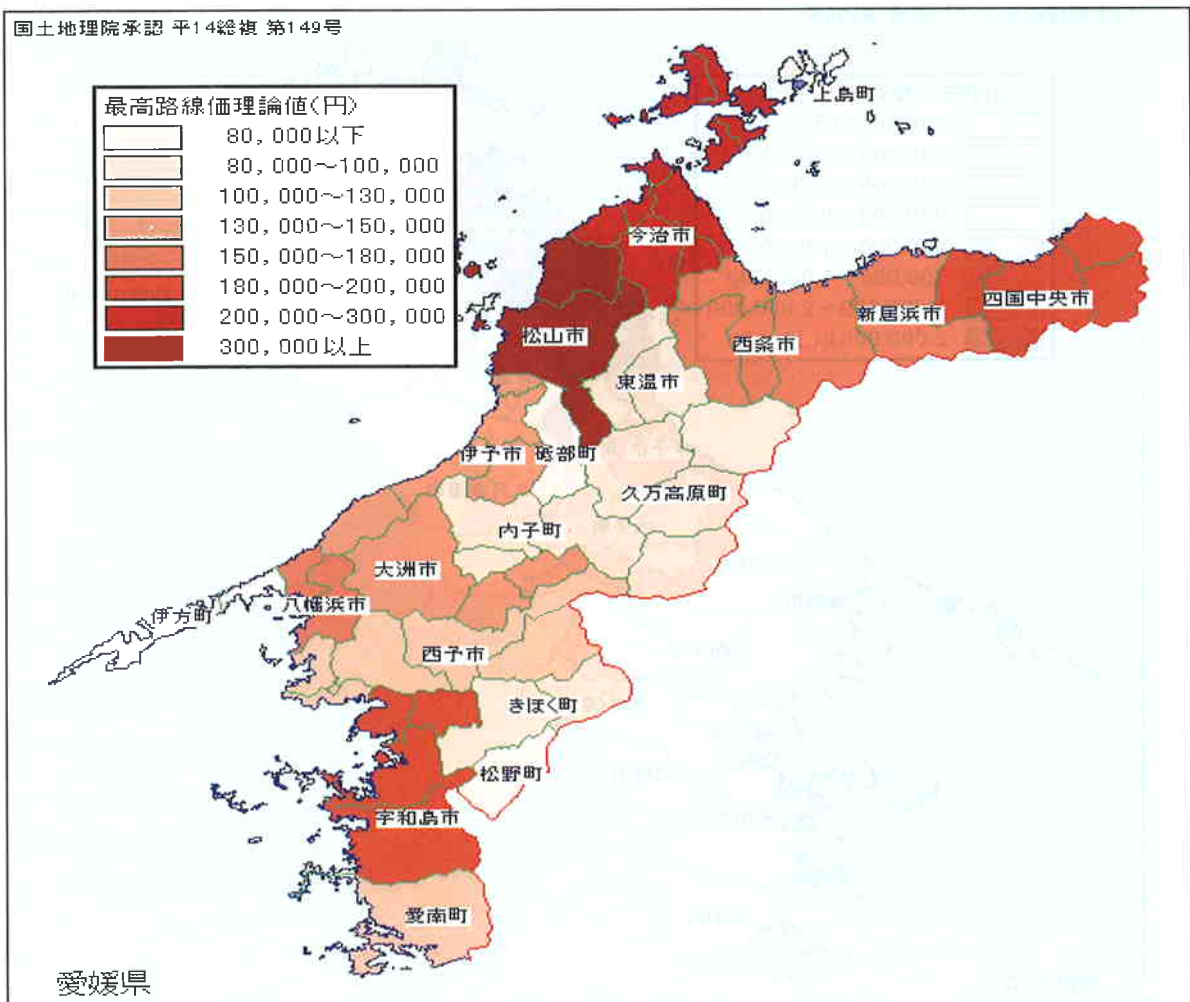 国土地理院承認 平14総複 第149号
最高路線価理論値(円)
80,000以下
80,000～100,000
100,000～130,000
130,000～150,000
150,000～180,000
180,000～200,000
200,000～300,000
300,000以上
上島町
今治市
四国中央市
新居浜市
松山市
西条市
東温市
伊予市
砥部町
久万高原町
内子町
大洲市
八幡浜市
伊方町
西予市
きほく町
松野町
宇和島市
愛南町
愛媛県